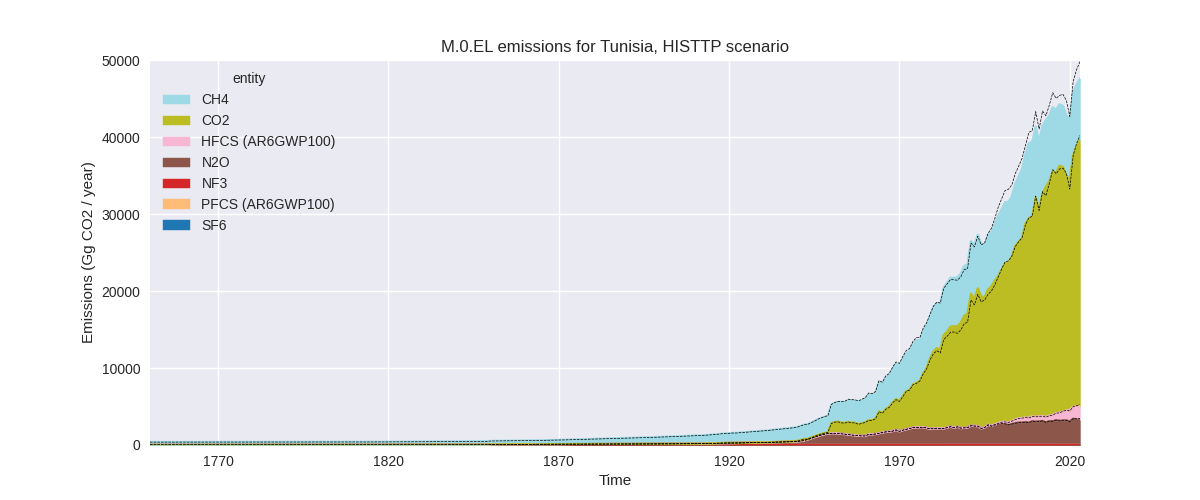 M.0.EL emissions for Tunisia, HISTTP scenario
50000
40000
30000
20000
10000
0
Emissions (Gg CO2 / year)
entity
CH4
CO2
HFCS (AR6GWP100)
N2O
NF3
PFCS (AR6GWP100)
SF6
1770
1820
1870
1920
1970
2020
Time